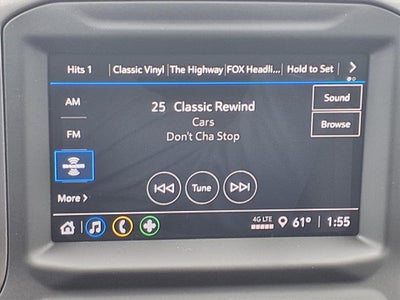 Hits 1 Classic Vinyl The Highway FOX Headli... Hold to Set >
AM
FM
More >
25 Classic Rewind
Cars
Don't Cha Stop
Sound
Browse
Tune
4G LTE 61° 1:55